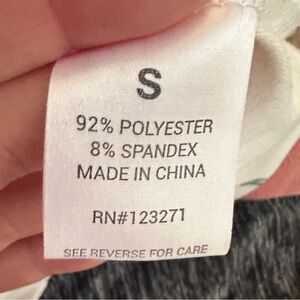 S
92% POLYESTER
8% SPANDEX
MADE IN CHINA
RN#123271
SEE REVERSE FOR CARE